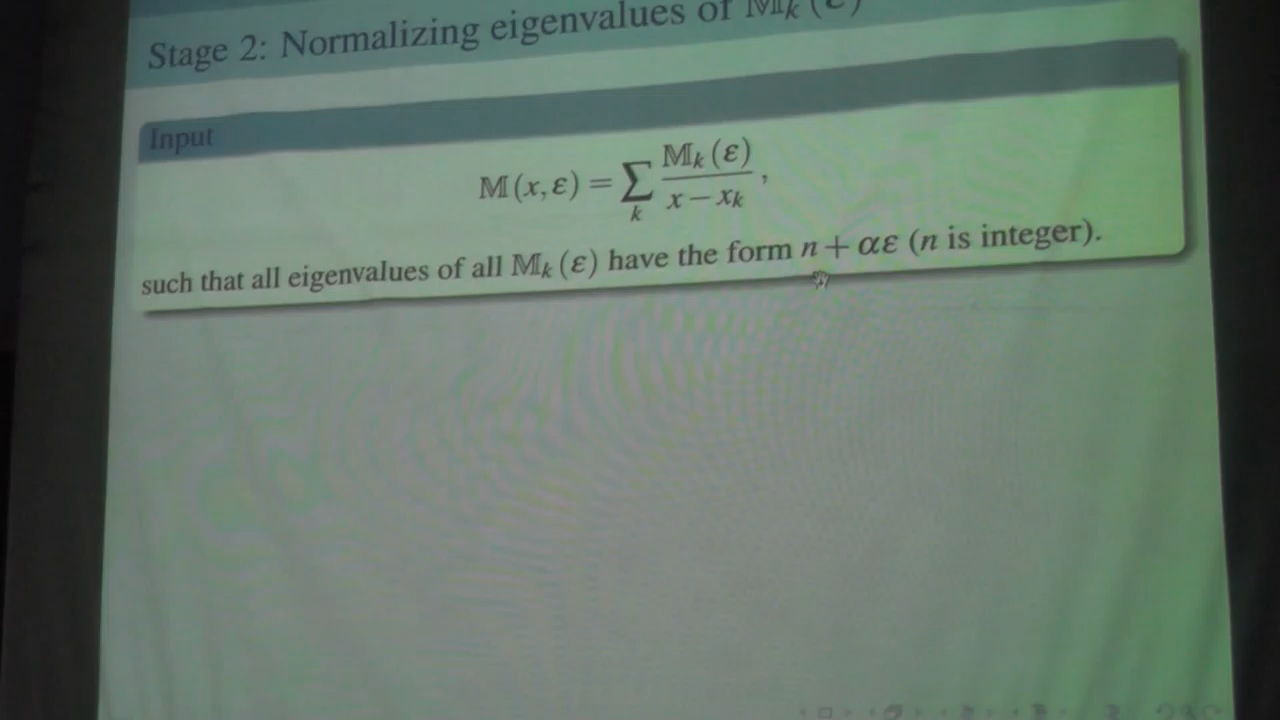 Stage 2: Normalizing eigenvalues of 𝕄k (ε)
Input
𝕄(x,ε) = ∑k 𝕄k(ε) / (x − xk) ,
such that all eigenvalues of all 𝕄k (ε) have the form n + αε (n is integer).